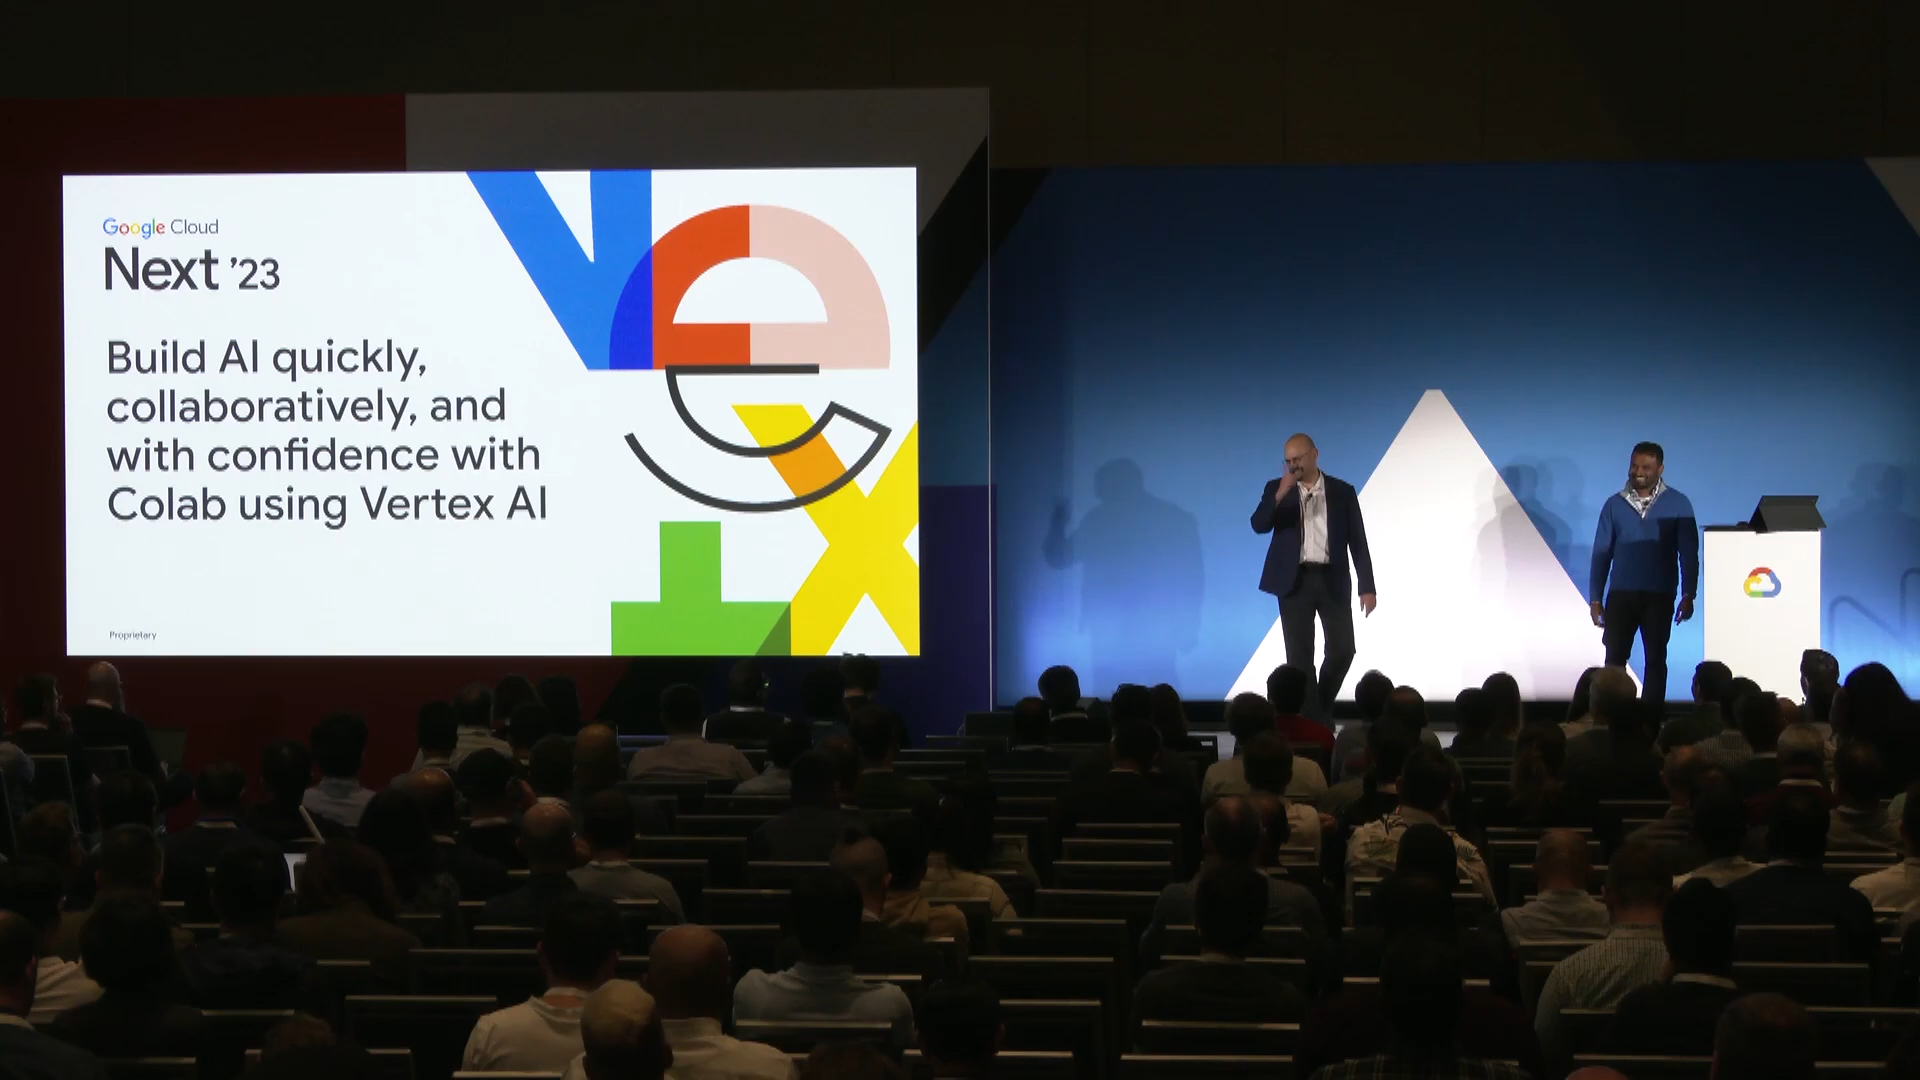 Google Cloud
Next ’23
Build AI quickly,
collaboratively, and
with confidence with
Colab using Vertex AI
Proprietary